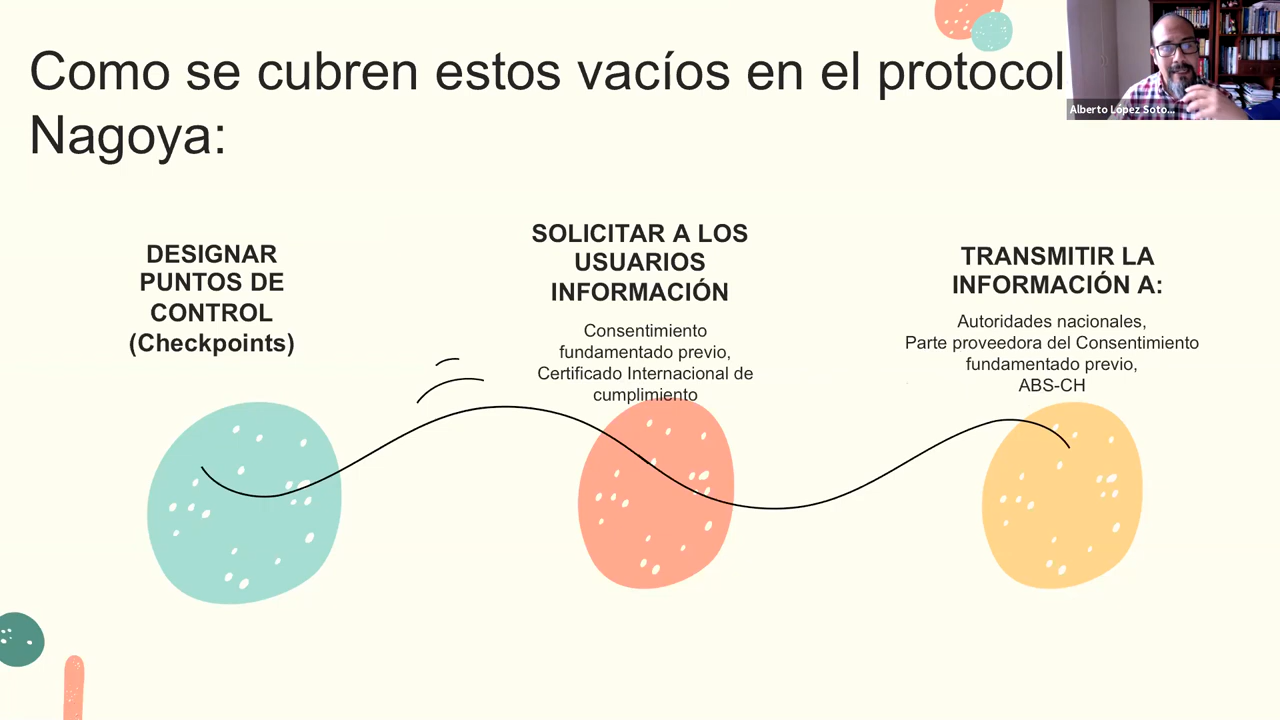 Como se cubren estos vacíos en el protocol
Nagoya:
Alberto López Soto...
DESIGNAR
PUNTOS DE
CONTROL
(Checkpoints)
SOLICITAR A LOS
USUARIOS
INFORMACIÓN
Consentimiento
fundamentado previo,
Certificado Internacional de
cumplimiento
TRANSMITIR LA
INFORMACIÓN A:
Autoridades nacionales,
Parte proveedora del Consentimiento
fundamentado previo,
ABS-CH